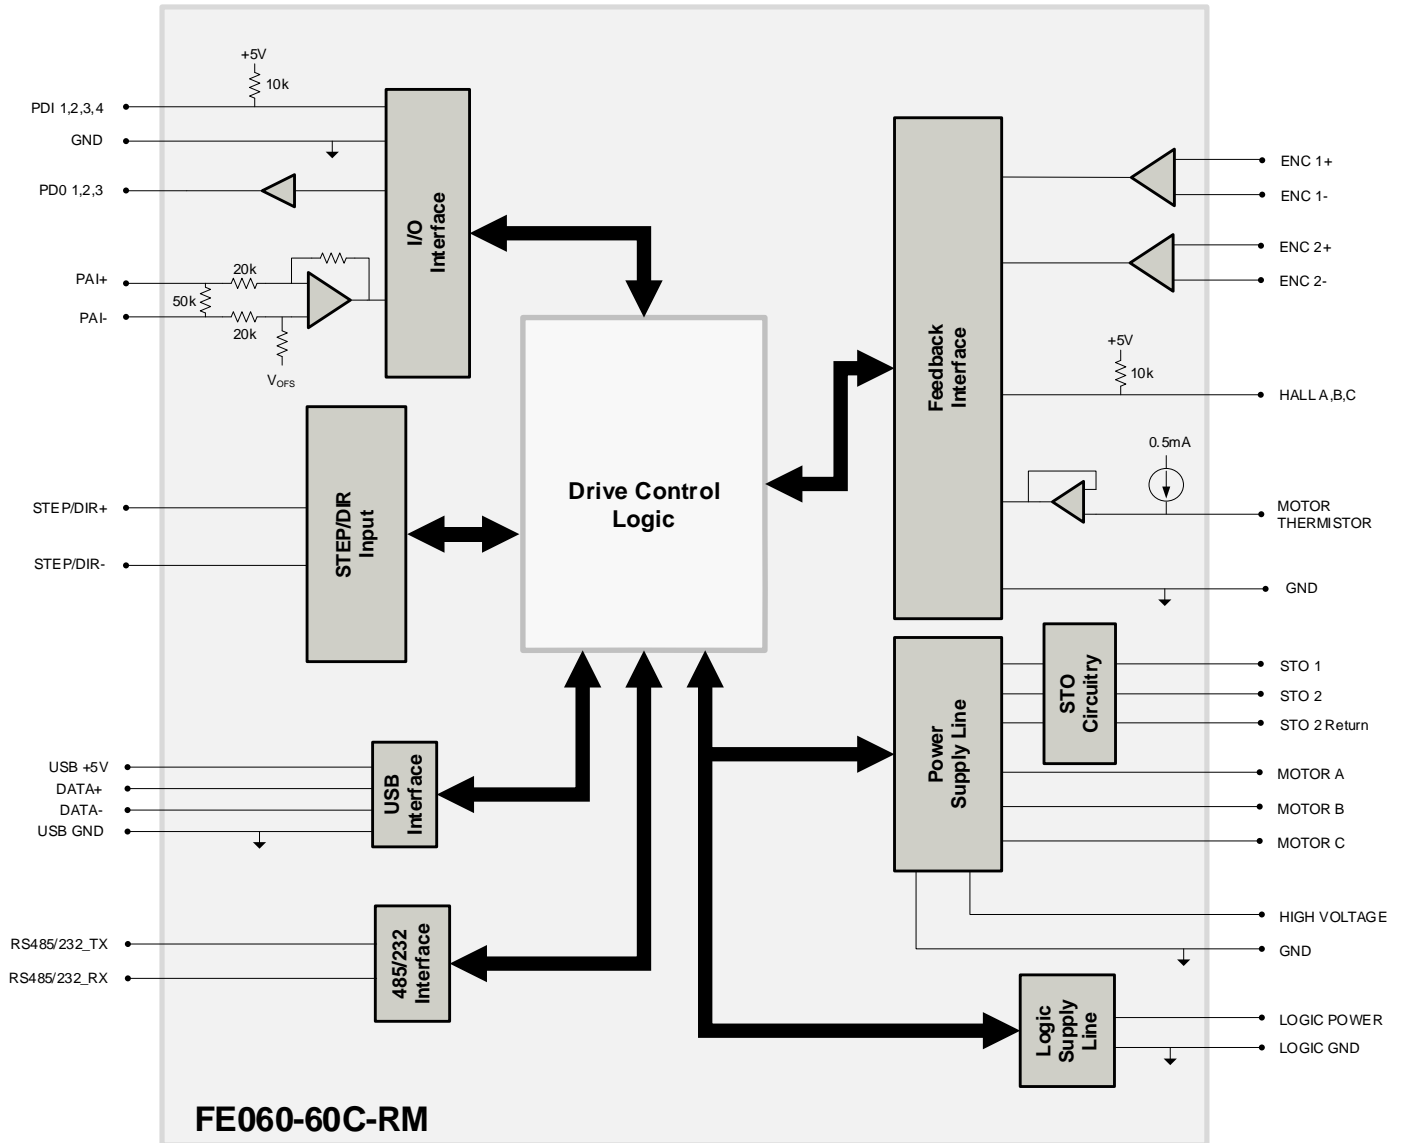 +5V
10k
PDI 1,2,3,4
GND
PD0 1,2,3
PAI+
20k
50k
PAI-
20k
VOFS
I/O
Interface
STEP/DIR+
STEP/DIR-
STEP/DIR
Input
Drive Control
Logic
USB +5V
DATA+
DATA-
USB GND
USB
Interface
RS485/232_TX
RS485/232_RX
485/232
Interface
Feedback
Interface
ENC 1+
ENC 1-
ENC 2+
ENC 2-
+5V
10k
HALL A,B,C
0.5mA
MOTOR
THERMISTOR
GND
Power
Supply Line
STO
Circuitry
STO 1
STO 2
STO 2 Return
MOTOR A
MOTOR B
MOTOR C
HIGH VOLTAGE
GND
Logic
Supply
Line
LOGIC POWER
LOGIC GND
FE060-60C-RM